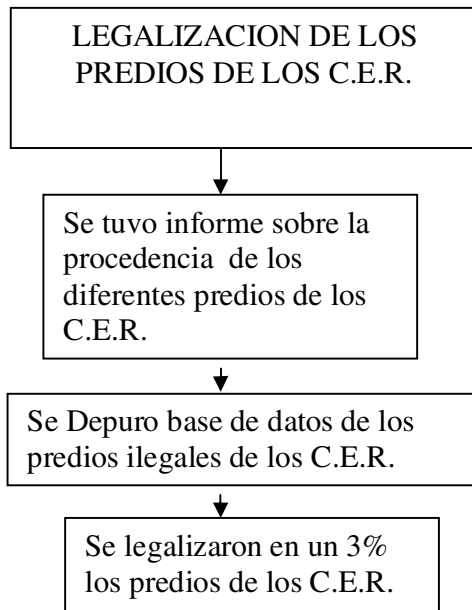 LEGALIZACION DE LOS
PREDIOS DE LOS C.E.R.
Se tuvo informe sobre la
procedencia de los
diferentes predios de los
C.E.R.
Se Depuro base de datos de los
predios ilegales de los C.E.R.
Se legalizaron en un 3%
los predios de los C.E.R.